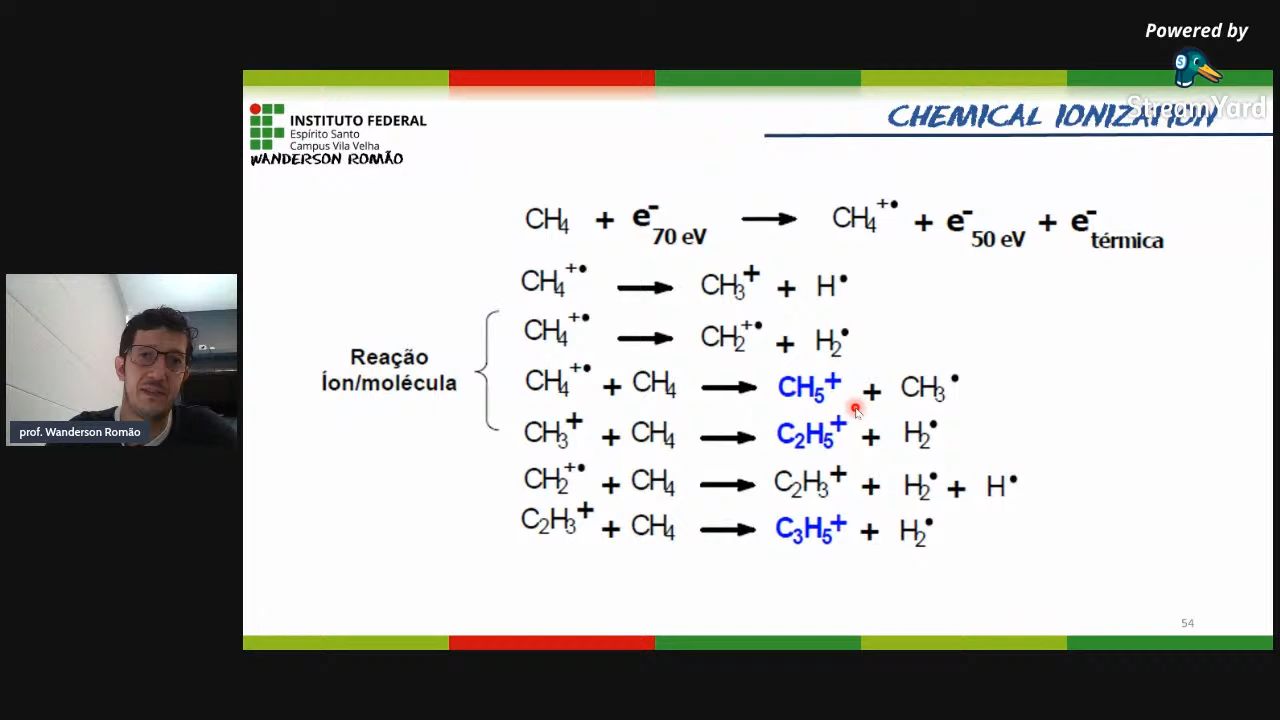 Powered by
StreamYard
CHEMICAL IONIZATION
INSTITUTO FEDERAL
Espírito Santo
Campus Vila Velha
WANDERSON ROMÃO
CH₄ + e⁻ 70 eV → CH₄⁺• + e⁻ 50 eV + e⁻ térmica
CH₄⁺• → CH₃⁺ + H•
CH₄⁺• → CH₂⁺• + H₂•
Reação
Íon/molécula
CH₄⁺• + CH₄ → CH₅⁺ + CH₃•
CH₃⁺ + CH₄ → C₂H₅⁺ + H₂•
CH₂⁺• + CH₄ → C₂H₃⁺ + H₂• + H•
C₂H₃⁺ + CH₄ → C₃H₅⁺ + H₂•
prof. Wanderson Romão
54